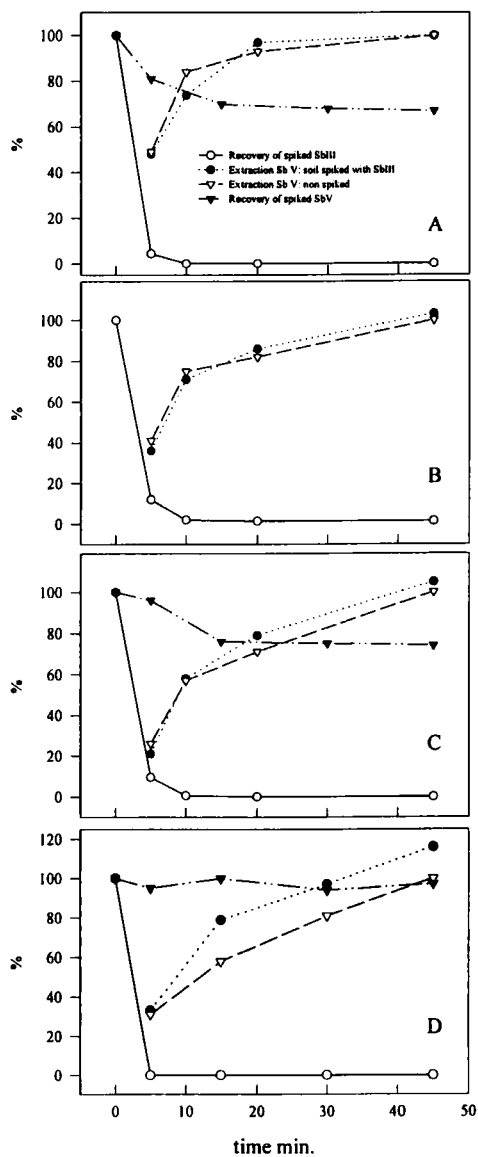 100
80
60
40
20
0
%
Recovery of spiked SbIII
Extraction Sb V: soil spiked with SbIII
Extraction Sb V: non spiked
Recovery of spiked SbV
A
100
80
60
40
20
0
%
B
100
80
60
40
20
0
%
C
120
100
80
60
40
20
0
%
D
0 10 20 30 40 50
time min.